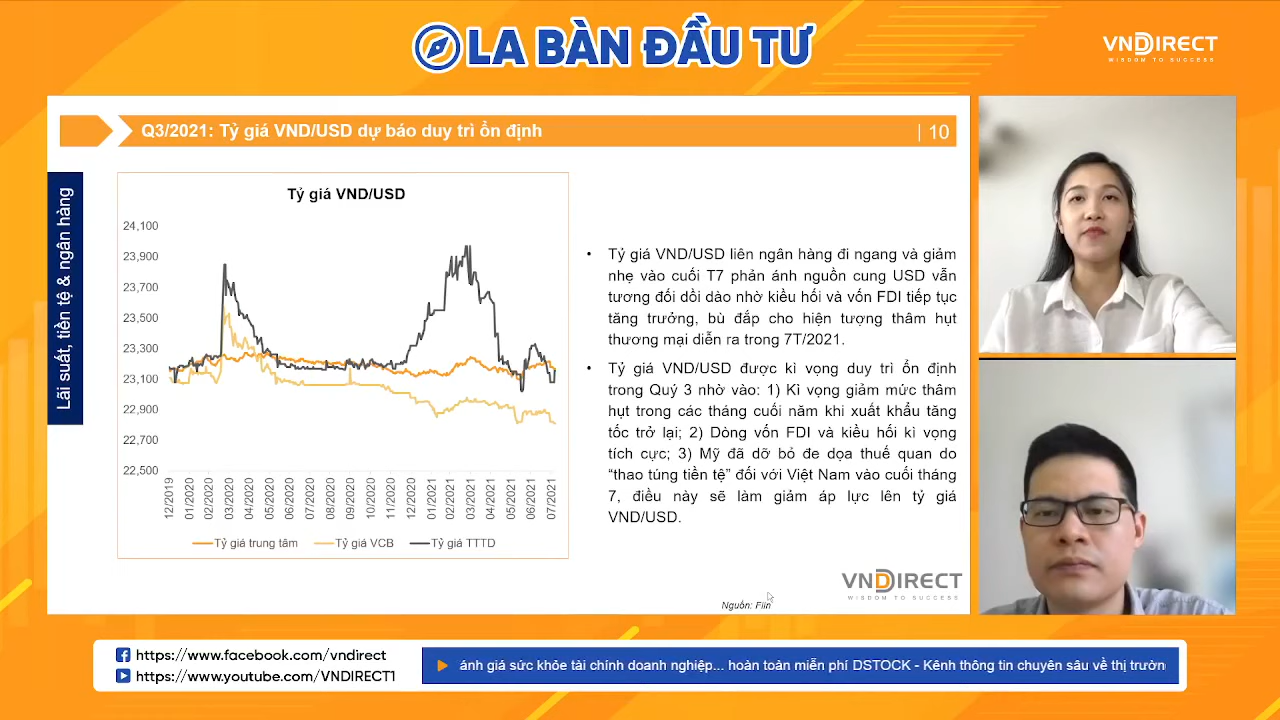 LA BÀN ĐẦU TƯ
VNDIRECT
WISDOM TO SUCCESS
Q3/2021: Tỷ giá VND/USD dự báo duy trì ổn định
| 10
Lãi suất, tiền tệ & ngân hàng
Tỷ giá VND/USD
24,100
23,900
23,700
23,500
23,300
23,100
22,900
22,700
22,500
12/2019
01/2020
02/2020
03/2020
04/2020
05/2020
06/2020
07/2020
08/2020
09/2020
10/2020
11/2020
12/2020
01/2021
02/2021
03/2021
04/2021
05/2021
06/2021
07/2021
Tỷ giá trung tâm
Tỷ giá VCB
Tỷ giá TTTD
• Tỷ giá VND/USD liên ngân hàng đi ngang và giảm
nhẹ vào cuối T7 phản ánh nguồn cung USD vẫn
tương đối dồi dào nhờ kiều hối và vốn FDI tiếp tục
tăng trưởng, bù đắp cho hiện tượng thâm hụt
thương mại diễn ra trong 7T/2021.
• Tỷ giá VND/USD được kì vọng duy trì ổn định
trong Quý 3 nhờ vào: 1) Kì vọng giảm mức thâm
hụt trong các tháng cuối năm khi xuất khẩu tăng
tốc trở lại; 2) Dòng vốn FDI và kiều hối kì vọng
tích cực; 3) Mỹ đã dỡ bỏ đe dọa thuế quan do
“thao túng tiền tệ” đối với Việt Nam vào cuối tháng
7, điều này sẽ làm giảm áp lực lên tỷ giá
VND/USD.
VNDIRECT
WISDOM TO SUCCESS
Nguồn: Fiin
https://www.facebook.com/vndirect
https://www.youtube.com/VNDIRECT1
ánh giá sức khỏe tài chính doanh nghiệp... hoàn toàn miễn phí DSTOCK - Kênh thông tin chuyên sâu về thị trườn